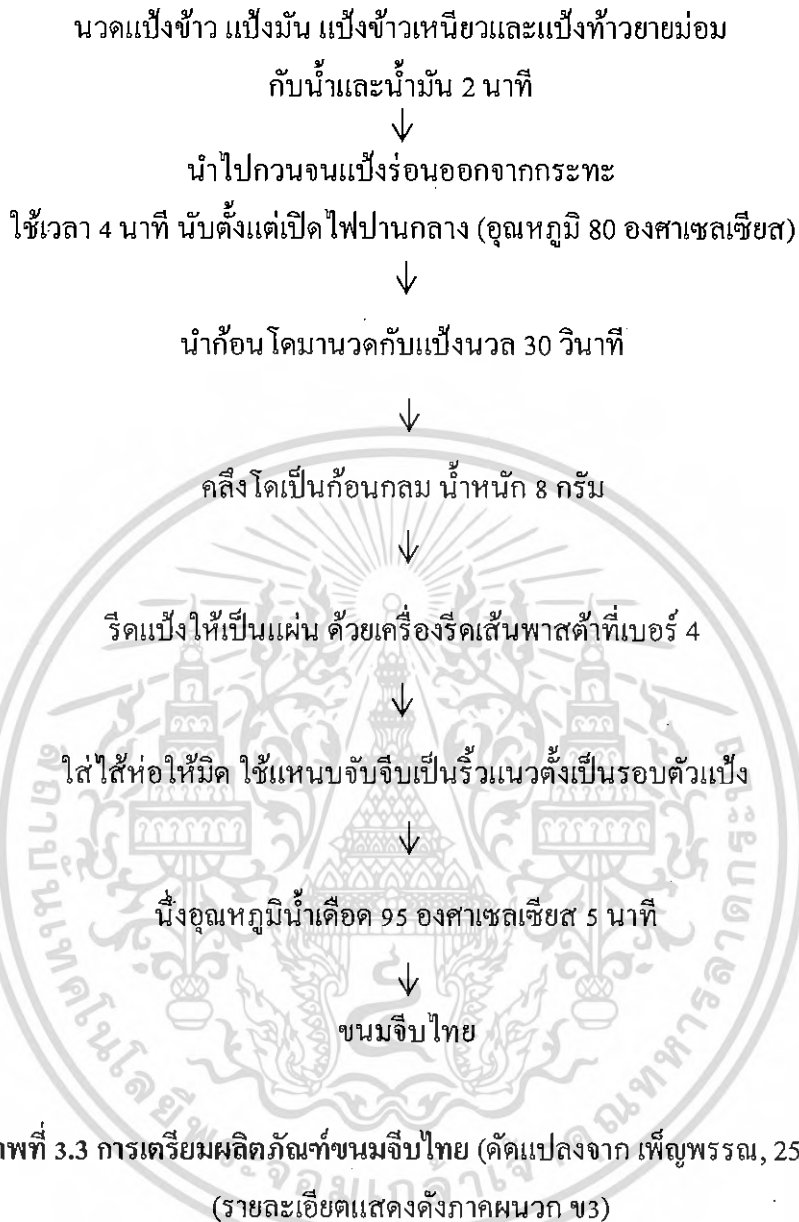 นวดแป้งข้าว แป้งมัน แป้งข้าวเหนียวและแป้งท้าวยายม่อม
กับน้ำและน้ำมัน 2 นาที
↓
นำไปกวนจนแป้งร่อนออกจากกระทะ
ใช้เวลา 4 นาที นับตั้งแต่เปิดไฟปานกลาง (อุณหภูมิ 80 องศาเซลเซียส)
↓
นำก้อนโดมานวดกับแป้งนวล 30 วินาที
↓
คลึงโดเป็นก้อนกลม น้ำหนัก 8 กรัม
↓
รีดแป้งให้เป็นแผ่น ด้วยเครื่องรีดเส้นพาสต้าที่เบอร์ 4
↓
ใส่ไส้ห่อให้มิด ใช้แหนบจับจีบเป็นริ้วแนวตั้งเป็นรอบตัวแป้ง
↓
นึ่งอุณหภูมิน้ำเดือด 95 องศาเซลเซียส 5 นาที
↓
ขนมจีบไทย
าพที่ 3.3 การเตรียมผลิตภัณฑ์ขนมจีบไทย (ดัดแปลงจาก เพ็ญพรรณ, 25
(รายละเอียดแสดงดังภาคผนวก ข3)